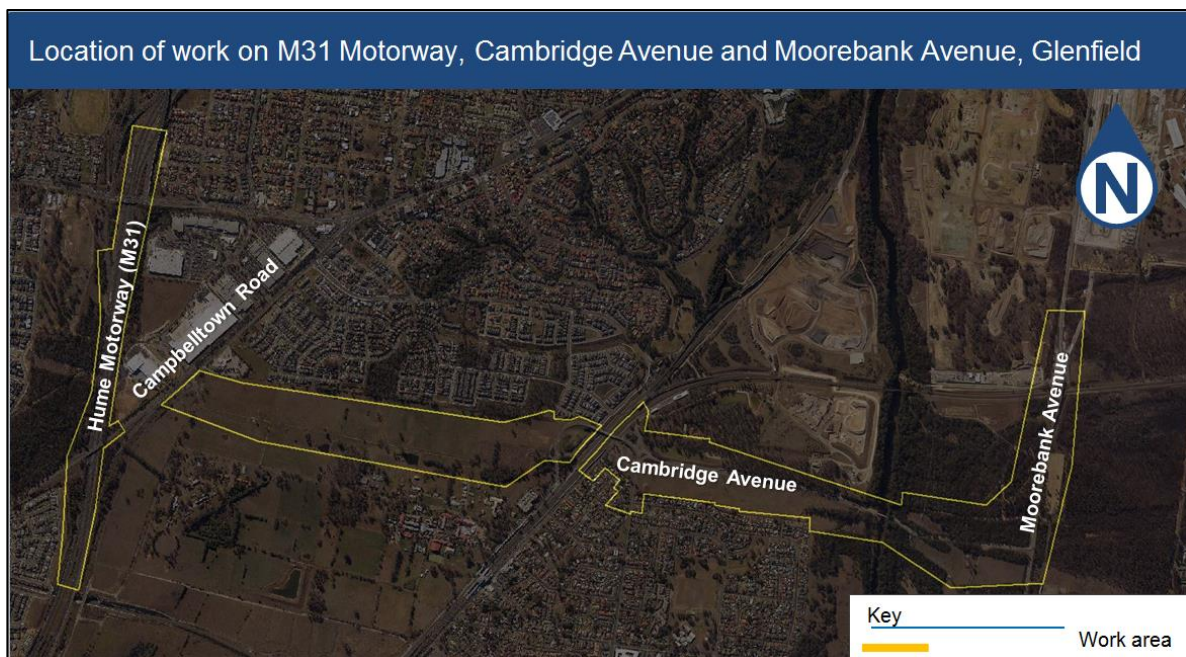 Location of work on M31 Motorway, Cambridge Avenue and Moorebank Avenue, Glenfield
N
Hume Motorway (M31)
Campbelltown Road
Cambridge Avenue
Moorebank Avenue
Key
Work area